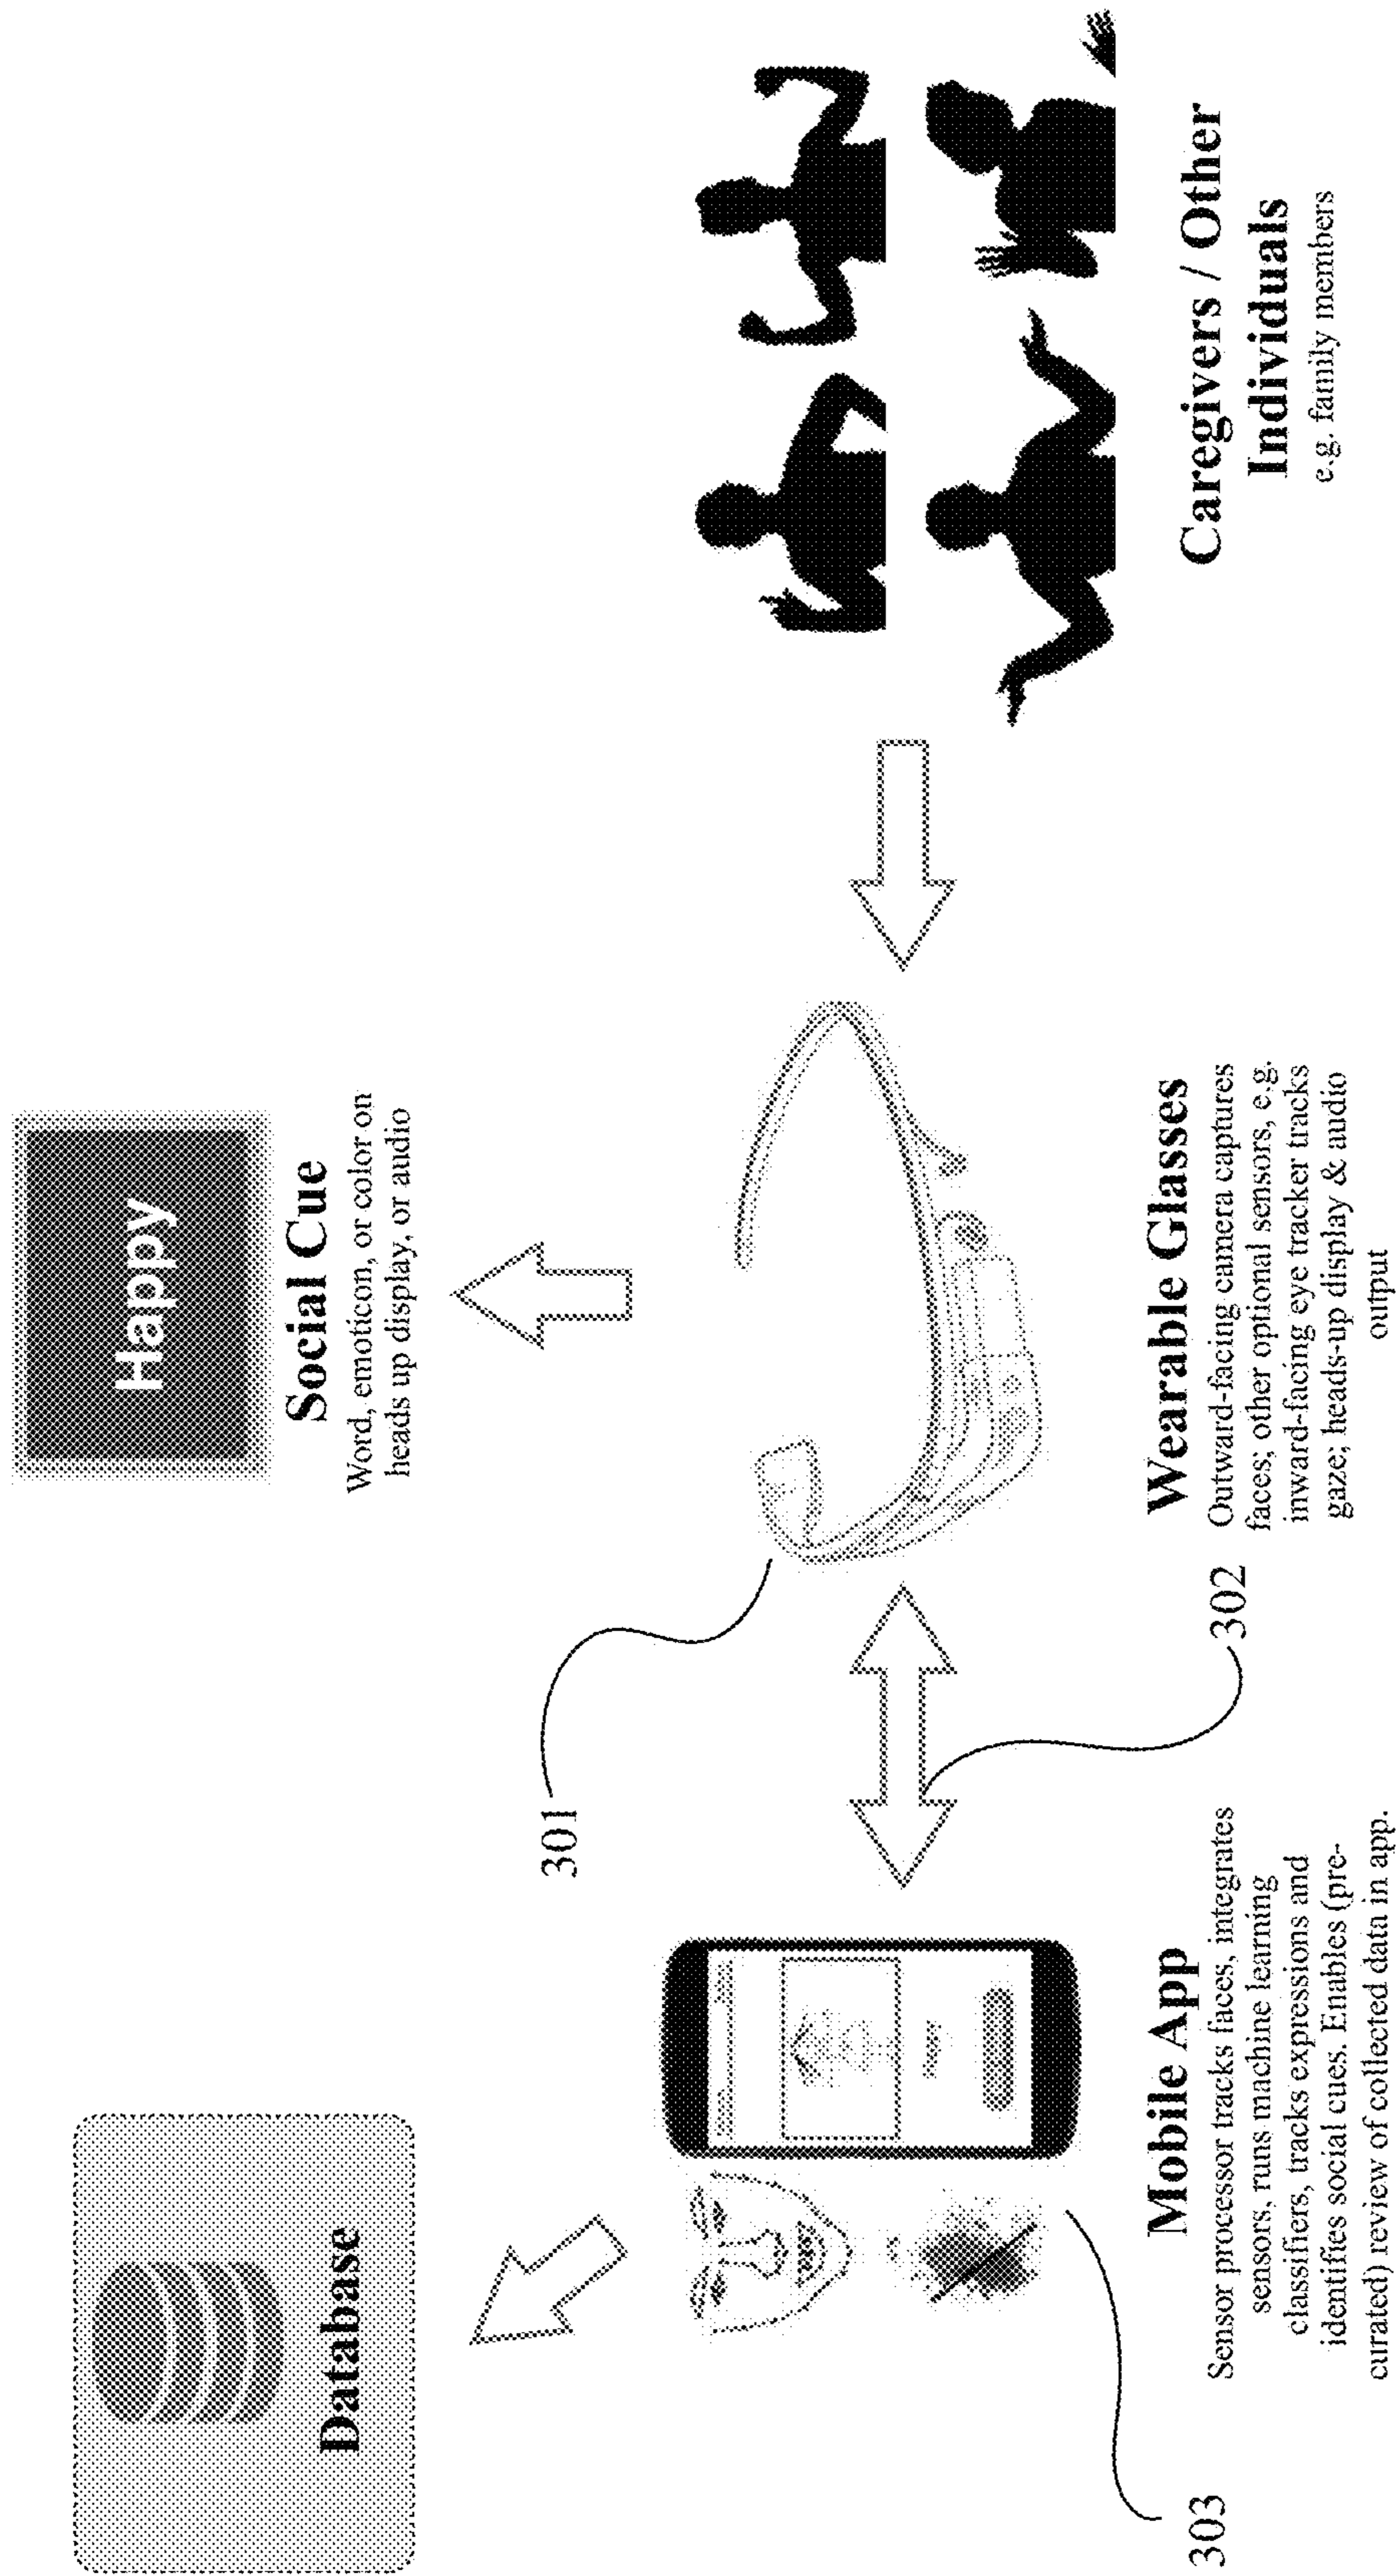 Database
Happy
Social Cue
Word, emoticon, or color on
heads up display, or audio
301
302
303
Mobile App
Sensor processor tracks faces, integrates
sensors, runs machine learning
classifiers, tracks expressions and
identifies social cues. Enables (pre-
curated) review of collected data in app.
Wearable Glasses
Outward-facing camera captures
faces; other optional sensors, e.g.
inward-facing eye tracker tracks
gaze; heads-up display & audio
output
Caregivers / Other
Individuals
e.g. family members